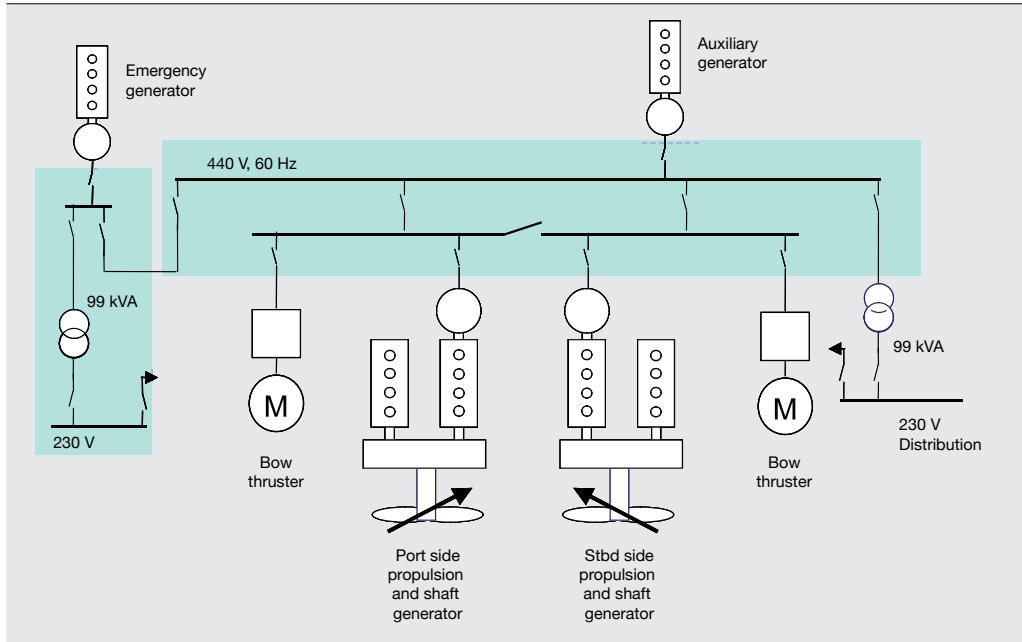 Emergency
generator
Auxiliary
generator
440 V, 60 Hz
99 kVA
230 V
M
Bow
thruster
Port side
propulsion
and shaft
generator
Stbd side
propulsion
and shaft
generator
M
Bow
thruster
99 kVA
230 V
Distribution